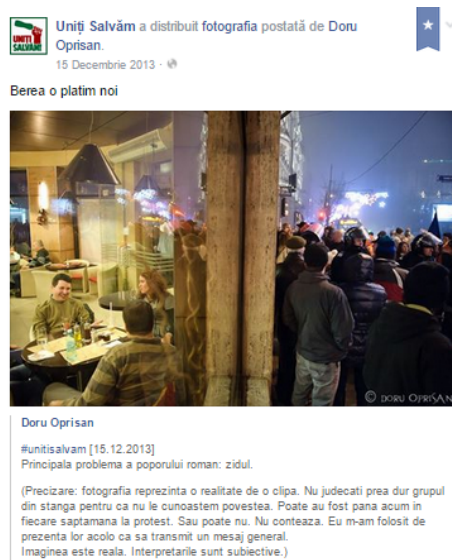 UNIȚI
SALVĂM!
Uniți Salvăm a distribuit fotografia postată de Doru
Oprisan.
15 Decembrie 2013 ·
Berea o platim noi
© DORU OPRIȘAN
Doru Oprisan
#unitisalvam [15.12.2013]
Principala problema a poporului roman: zidul.
(Precizare: fotografia reprezinta o realitate de o clipa. Nu judecati prea dur grupul
din stanga pentru ca nu le cunoastem povestea. Poate au fost pana acum in
fiecare saptamana la protest. Sau poate nu. Nu conteaza. Eu m-am folosit de
prezenta lor acolo ca sa transmit un mesaj general.
Imaginea este reala. Interpretarile sunt subiective.)